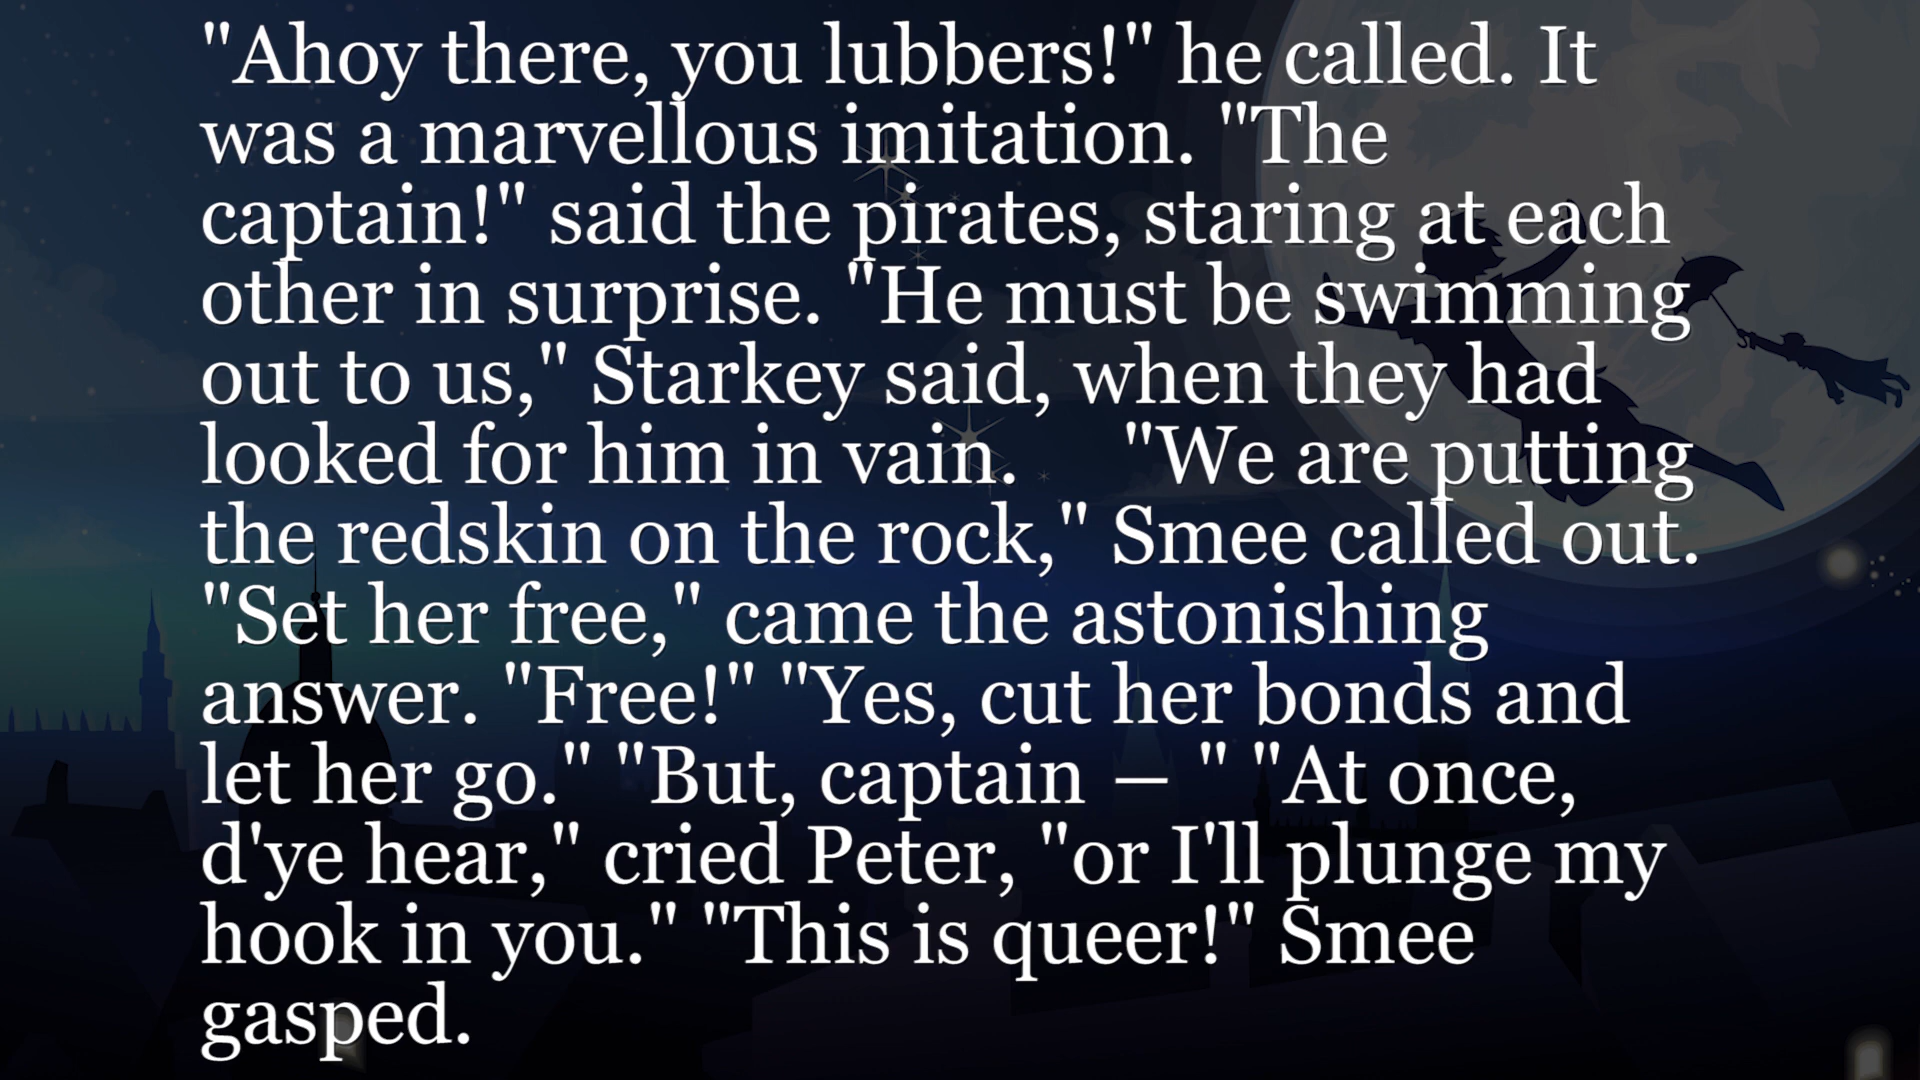 "Ahoy there, you lubbers!" he called. It
was a marvellous imitation. "The
captain!" said the pirates, staring at each
other in surprise. "He must be swimming
out to us," Starkey said, when they had
looked for him in vain.    "We are putting
the redskin on the rock," Smee called out.
"Set her free," came the astonishing
answer. "Free!" "Yes, cut her bonds and
let her go." "But, captain — " "At once,
d'ye hear," cried Peter, "or I'll plunge my
hook in you." "This is queer!" Smee
gasped.